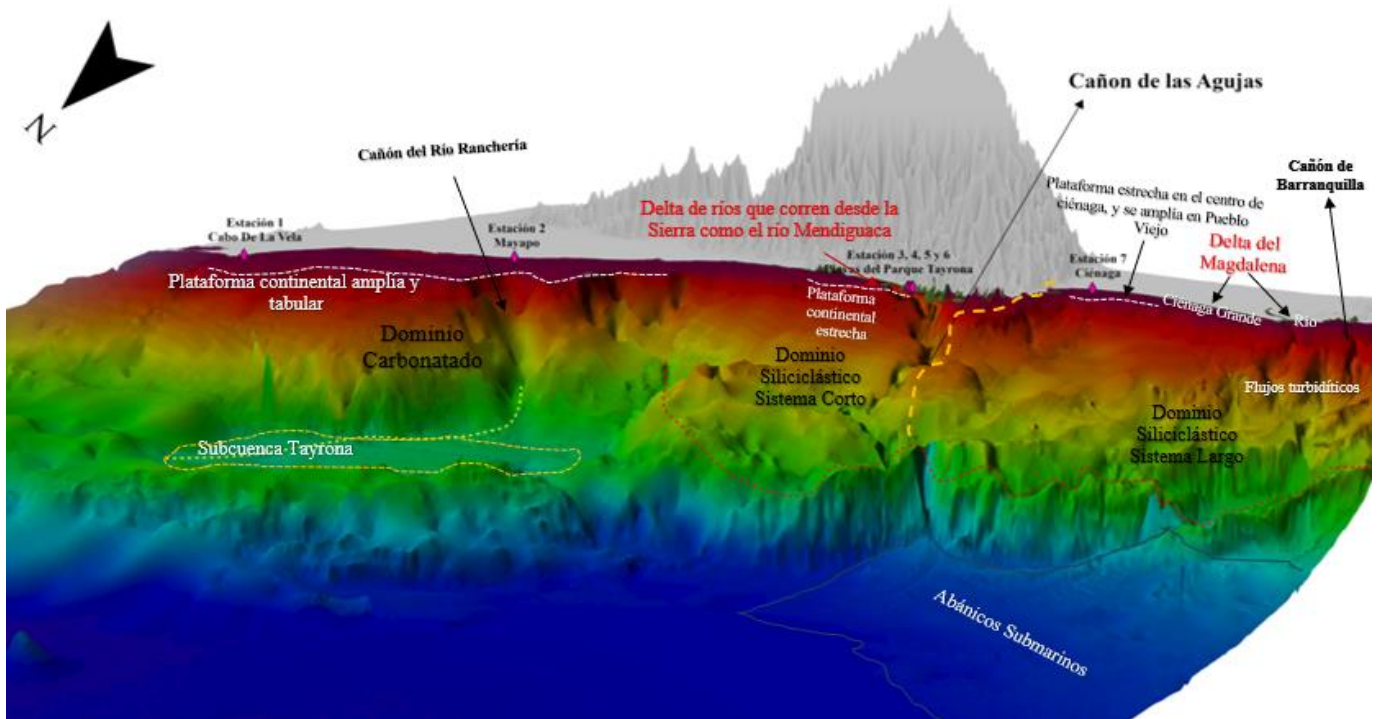 N
Cañón del Río Ranchería
Cañon de las Agujas
Cañón de
Barranquilla
Estación 1
Cabo De La Vela
Estación 2
Mayapo
Delta de ríos que corren desde la
Sierra como el río Mendiguaca
Estación 3, 4, 5 y 6
Playas del Parque Tayrona
Plataforma estrecha en el centro de
ciénaga, y se amplía en Pueblo
Viejo
Estación 7
Ciénaga
Delta del
Magdalena
Ciénaga Grande
Río
Plataforma continental amplia y
tabular
Plataforma
continental
estrecha
Dominio
Carbonatado
Dominio
Siliciclástico
Sistema Corto
Flujos turbidíticos
Dominio
Siliciclástico
Sistema Largo
Subcuenca Tayrona
Abánicos Submarinos